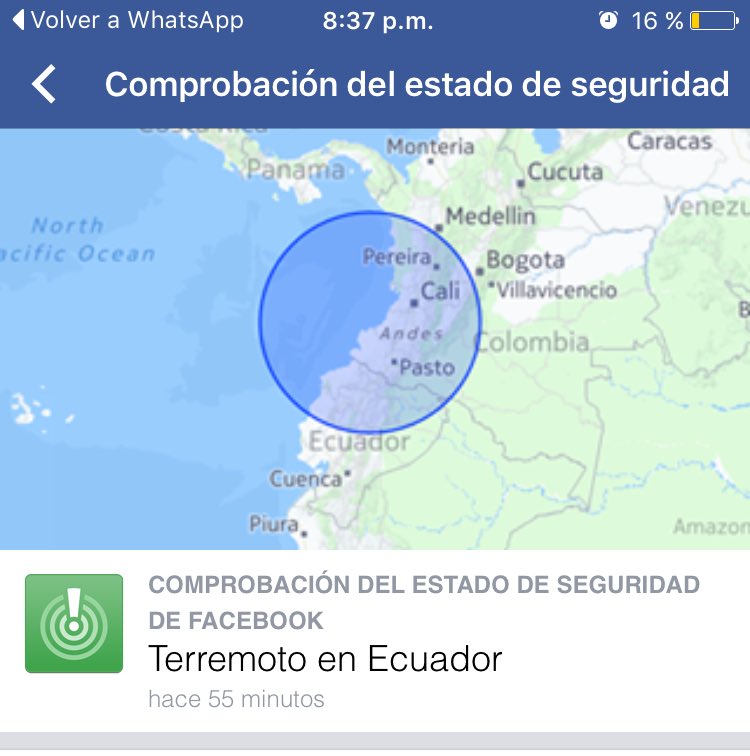 Volver a WhatsApp 8:37 p.m. 16 %
Comprobación del estado de seguridad
Costa Rica
Monteria
Caracas
Panama
Cucuta
Venezu
Medellin
North
acific Ocean
Pereira
Bogota
Cali
Villavicencio
B
Andes
Colombia
Pasto
Ecuador
Cuenca
Piura
Amazon
COMPROBACIÓN DEL ESTADO DE SEGURIDAD
DE FACEBOOK
Terremoto en Ecuador
hace 55 minutos